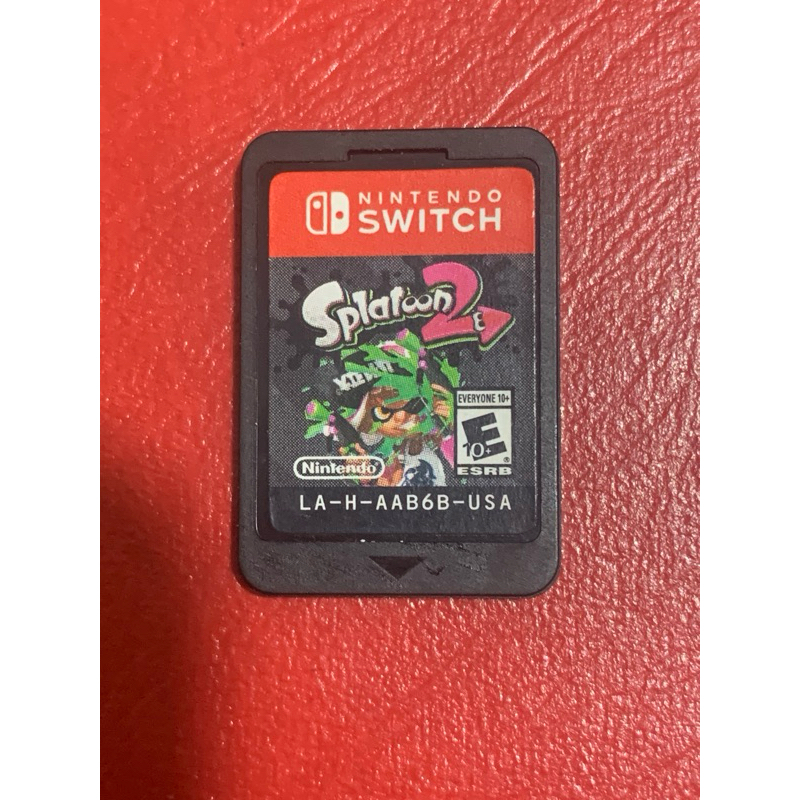 NINTENDO
SWITCH
Splatoon 2
EVERYONE 10+
E
10+
®
ESRB
Nintendo
LA-H-AAB6B-USA